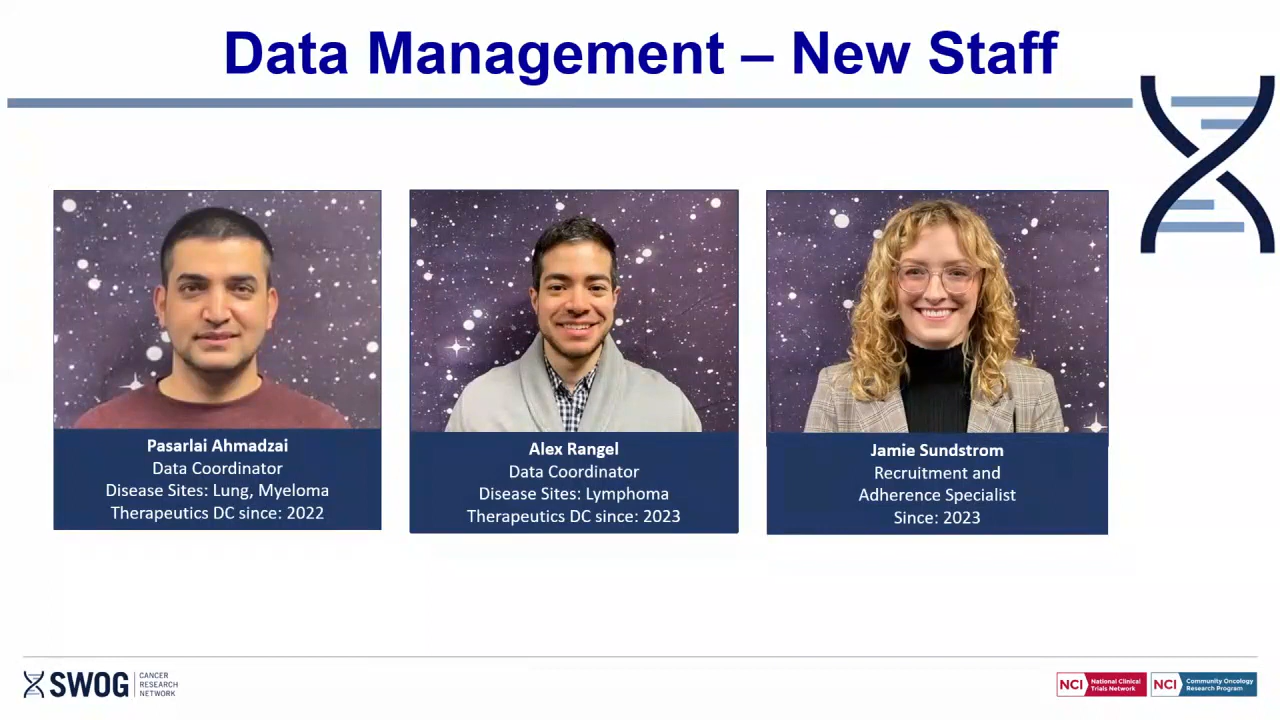 Data Management – New Staff
Pasarlai Ahmadzai
Data Coordinator
Disease Sites: Lung, Myeloma
Therapeutics DC since: 2022
Alex Rangel
Data Coordinator
Disease Sites: Lymphoma
Therapeutics DC since: 2023
Jamie Sundstrom
Recruitment and
Adherence Specialist
Since: 2023
SWOG
CANCER
RESEARCH
NETWORK
NCI
National Clinical
Trials Network
NCI
Community Oncology
Research Program